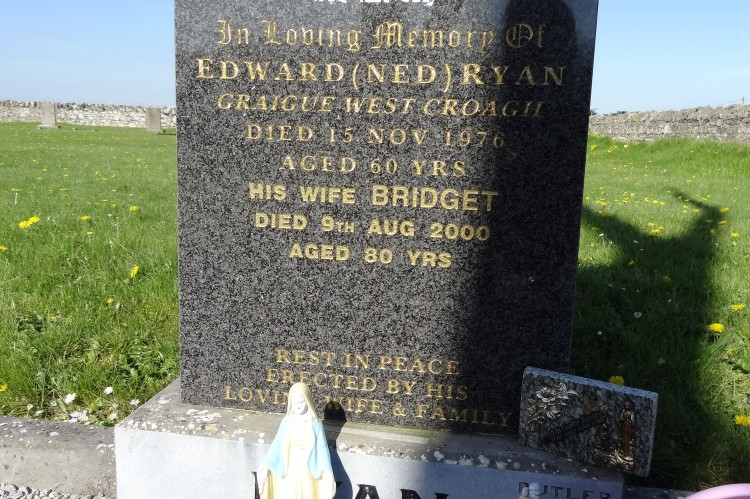 In Loving Memory Of
EDWARD (NED) RYAN
GRAIGUE WEST CROAGH
DIED 15 NOV 1976
AGED 60 YRS
HIS WIFE BRIDGET
DIED 9TH AUG 2000
AGED 80 YRS
REST IN PEACE
ERECTED BY HIS
LOVING WIFE & FAMILY